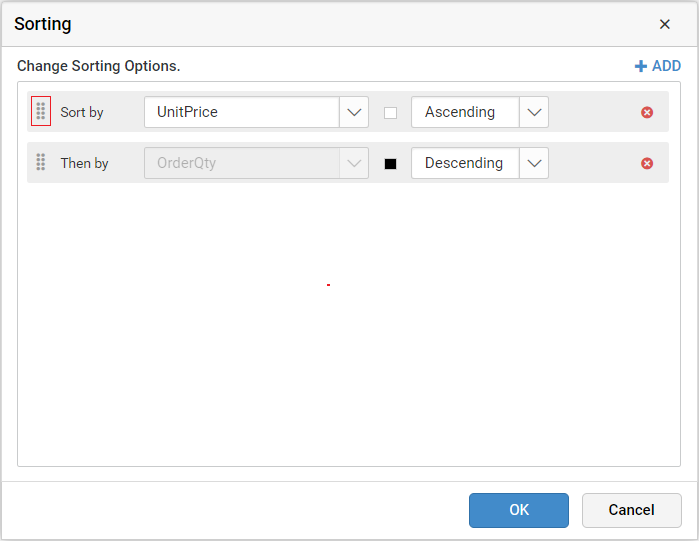 Sorting
Change Sorting Options.
ADD
Sort by UnitPrice Ascending
Then by OrderQty Descending
OK Cancel